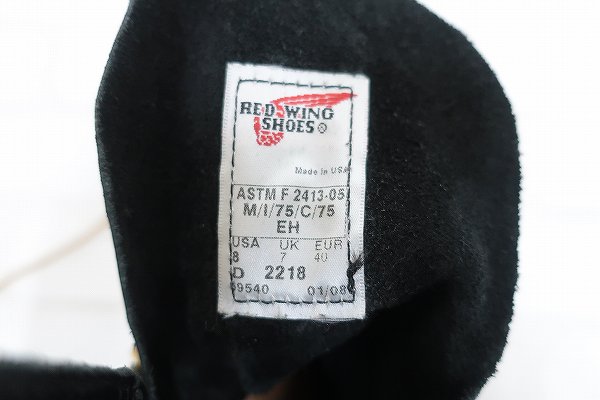 RED WING
SHOES®
Made in USA
ASTM F 2413-05
M/I/75/C/75
EH
USA UK EUR
8 7 40
D 2218
9540 01/08